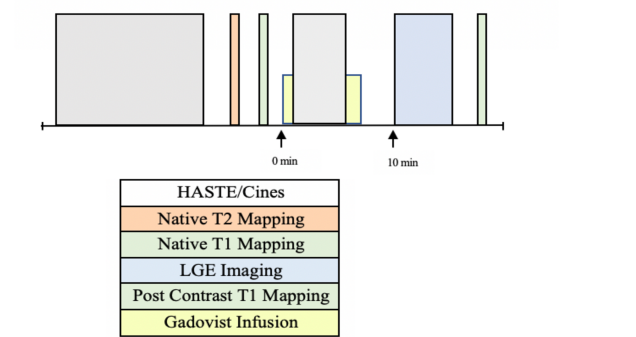 0 min
10 min
HASTE/Cines
Native T2 Mapping
Native T1 Mapping
LGE Imaging
Post Contrast T1 Mapping
Gadovist Infusion